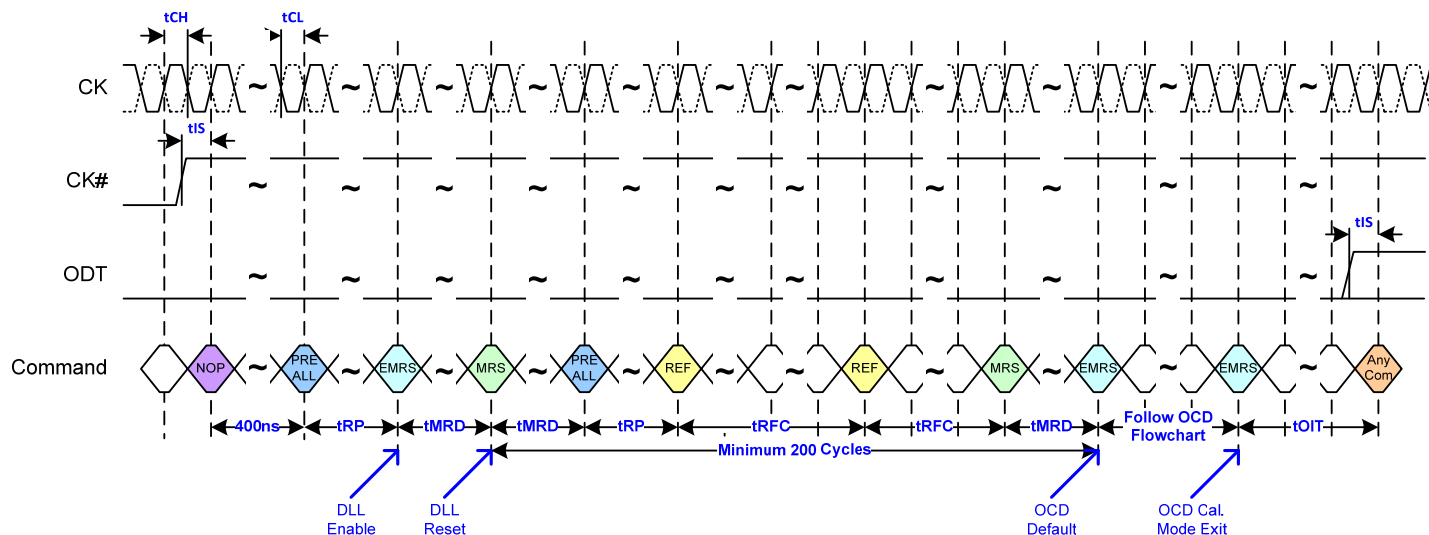 tCH
tCL
CK
tIS
CK#
tIS
ODT
Command
NOP
PRE
ALL
EMRS
MRS
PRE
ALL
REF
REF
MRS
EMRS
EMRS
Any
Com
400ns
tRP
tMRD
tMRD
tRP
tRFC
tRFC
tMRD
Follow OCD
Flowchart
tOIT
Minimum 200 Cycles
DLL
Enable
DLL
Reset
OCD
Default
OCD Cal.
Mode Exit